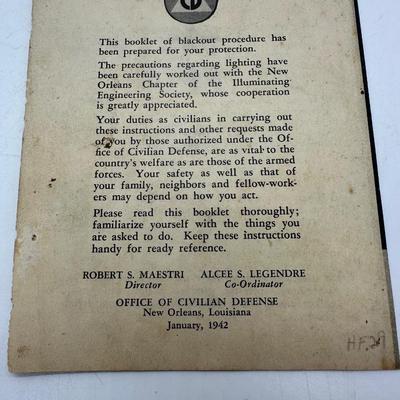 CD
This booklet of blackout procedure has
been prepared for your protection.
The precautions regarding lighting have
been carefully worked out with the New
Orleans Chapter of the Illuminating
Engineering Society, whose cooperation
is greatly appreciated.
Your duties as civilians in carrying out
these instructions and other requests made
of you by those authorized under the Of-
fice of Civilian Defense, are as vital to the
country's welfare as are those of the armed
forces. Your safety as well as that of
your family, neighbors and fellow-work-
ers may depend on how you act.
Please read this booklet thoroughly;
familiarize yourself with the things you
are asked to do. Keep these instructions
handy for ready reference.
ROBERT S. MAESTRI ALCEE S. LEGENDRE
Director Co-Ordinator
OFFICE OF CIVILIAN DEFENSE
New Orleans, Louisiana
January, 1942